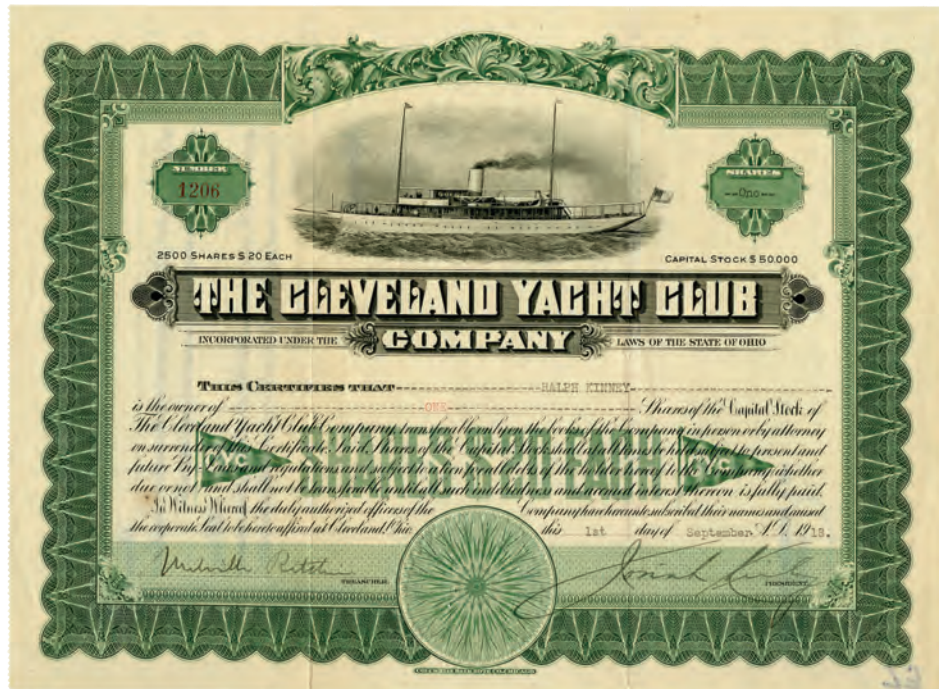 NUMBER
1206
SHARES
One
2500 SHARES $ 20 EACH
CAPITAL STOCK $ 50.000
THE CLEVELAND YACHT CLUB
INCORPORATED UNDER THE COMPANY LAWS OF THE STATE OF OHIO
THIS CERTIFIES THAT RALPH KINNEY
is the owner of ONE Shares of the Capital Stock of
The Cleveland Yacht Club Company, transferable only on the books of the Company in person or by attorney
on surrender of this Certificate. Said Shares of the Capital Stock shall at all times be held subject to present and
future By-Laws and regulations and subject to a lien for all debts of the holder hereof to the Company, whether
due or not, and shall not be transferable until all such indebtedness and accrued interest thereon is fully paid.
SHARES $20 EACH
In Witness Whereof the duly authorized officers of the Company have hereunto subscribed their names and caused
the corporate Seal to be hereto affixed at Cleveland, Ohio this 1st day of September A.D. 1913.
TREASURER.
Josiah Kirby
PRESIDENT.